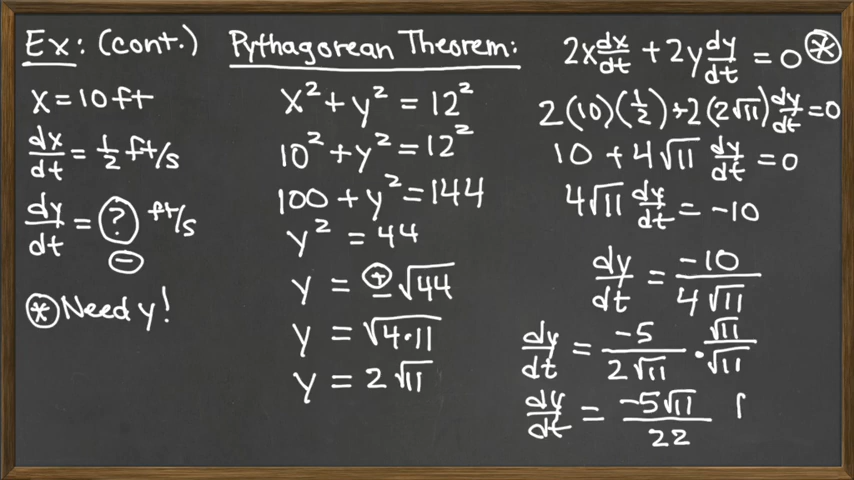 Ex: (cont.)
x = 10 ft
dx/dt = 1/2 ft/s
dy/dt = ? ft/s
−
* Need y!
Pythagorean Theorem:
x² + y² = 12²
10² + y² = 12²
100 + y² = 144
y² = 44
y = ±√44
y = √4·11
y = 2√11
2x dx/dt + 2y dy/dt = 0 *
2(10)(1/2) + 2(2√11) dy/dt = 0
10 + 4√11 dy/dt = 0
4√11 dy/dt = -10
dy/dt = -10/4√11
dy/dt = -5/2√11 · √11/√11
dy/dt = -5√11/22